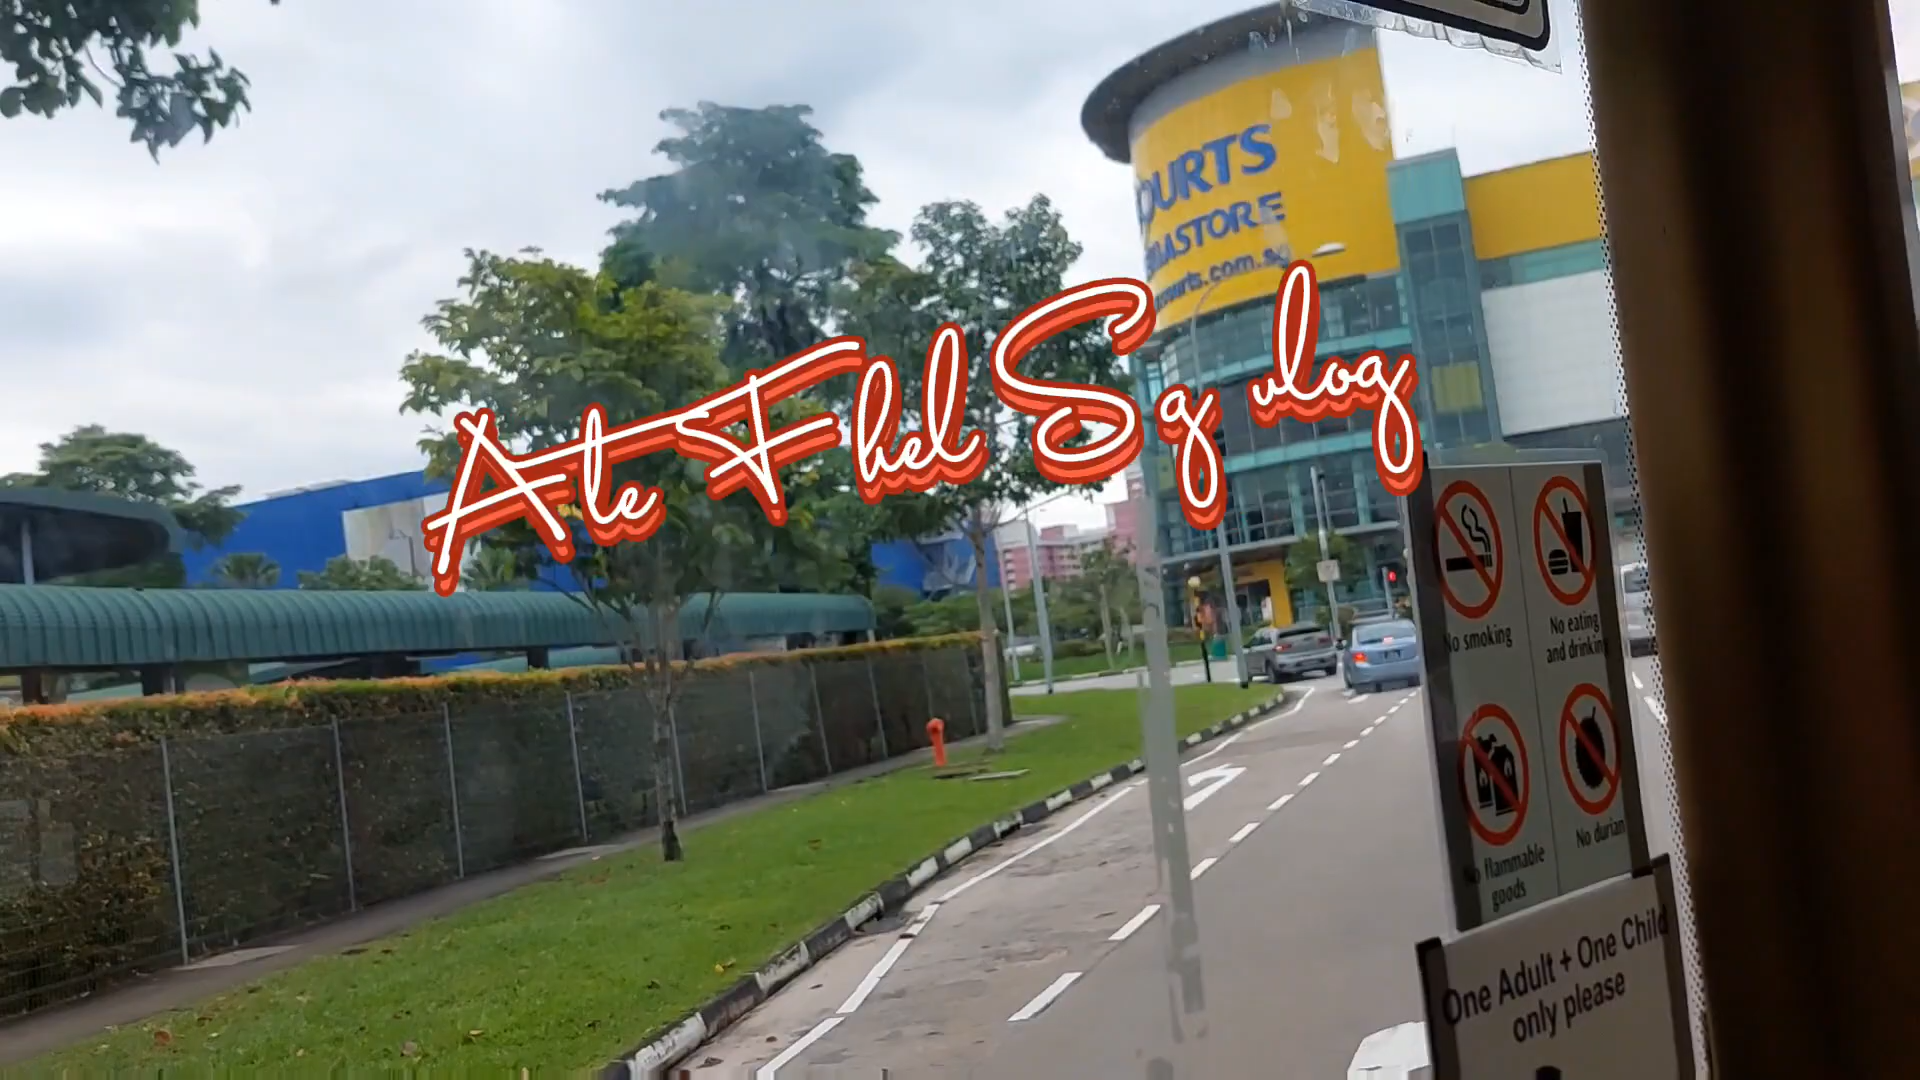 OURTS
ASTORE
courts.com.sg
Ate Fhel Sg vlog
No smoking
No eating
and drinking
No flammable
goods
No durian
One Adult + One Child
only please